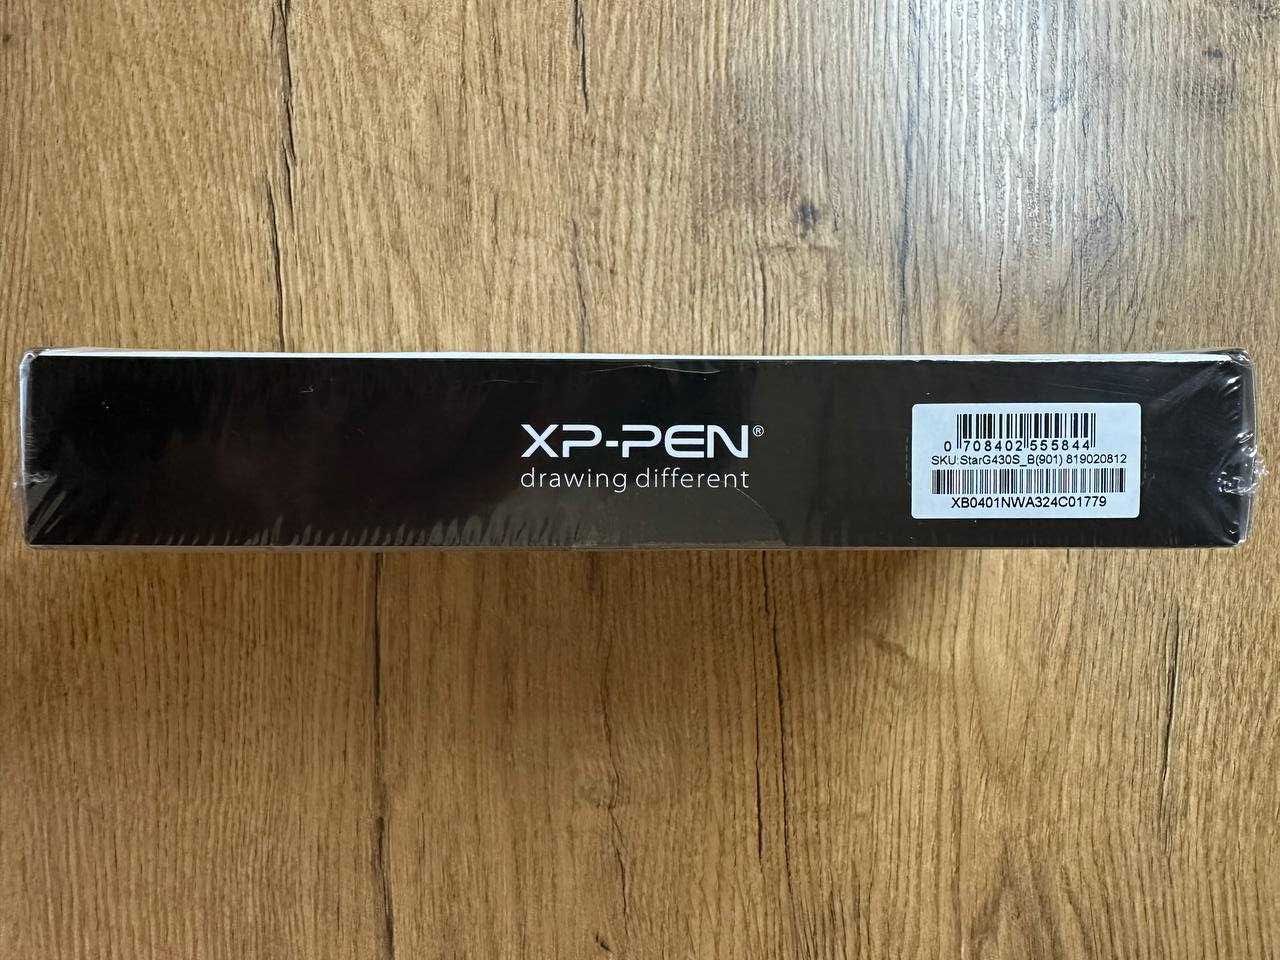 XP-PEN®
drawing different
0 708402 555844
SKU:StarG430S_B(901) 819020812
XB0401NWA324C01779